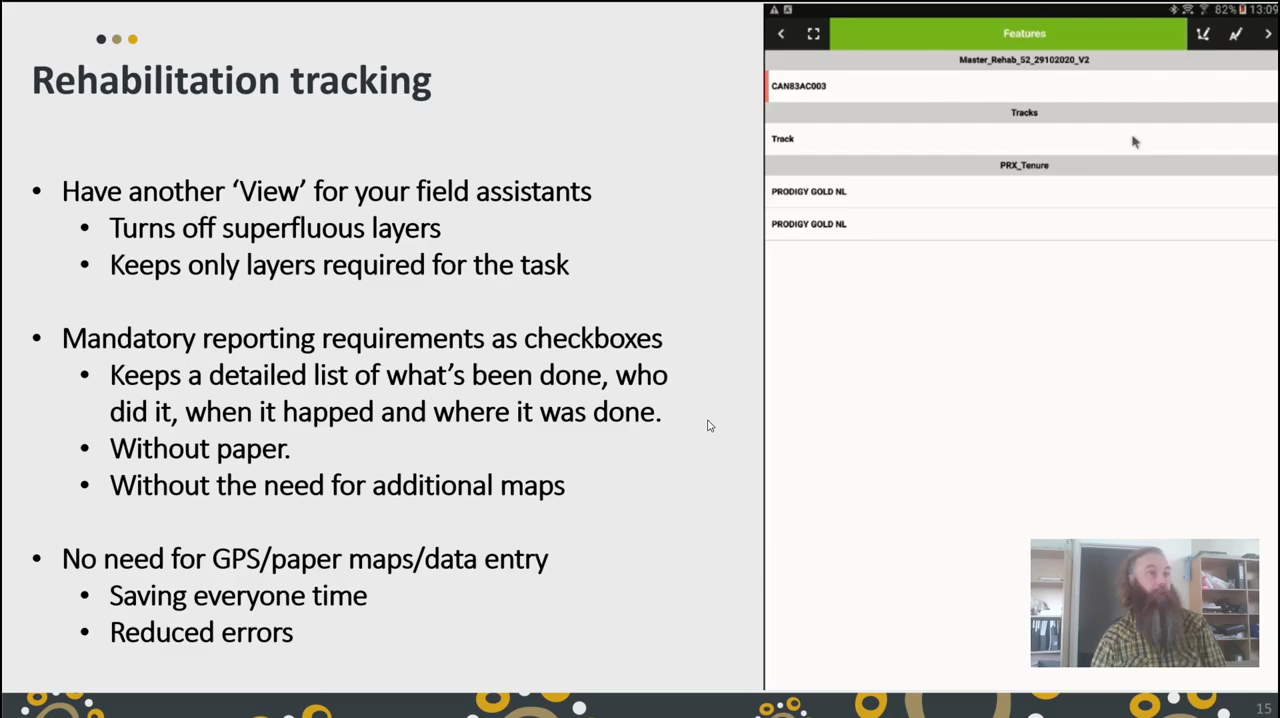 Rehabilitation tracking
• Have another ‘View’ for your field assistants
• Turns off superfluous layers
• Keeps only layers required for the task
• Mandatory reporting requirements as checkboxes
• Keeps a detailed list of what’s been done, who
did it, when it happened and where it was done.
• Without paper.
• Without the need for additional maps
• No need for GPS/paper maps/data entry
• Saving everyone time
• Reduced errors
82% 13:09
Features
Master_Rehab_52_29102020_V2
CAN83AC003
Tracks
Track
PRX_Tenure
PRODIGY GOLD NL
PRODIGY GOLD NL
15